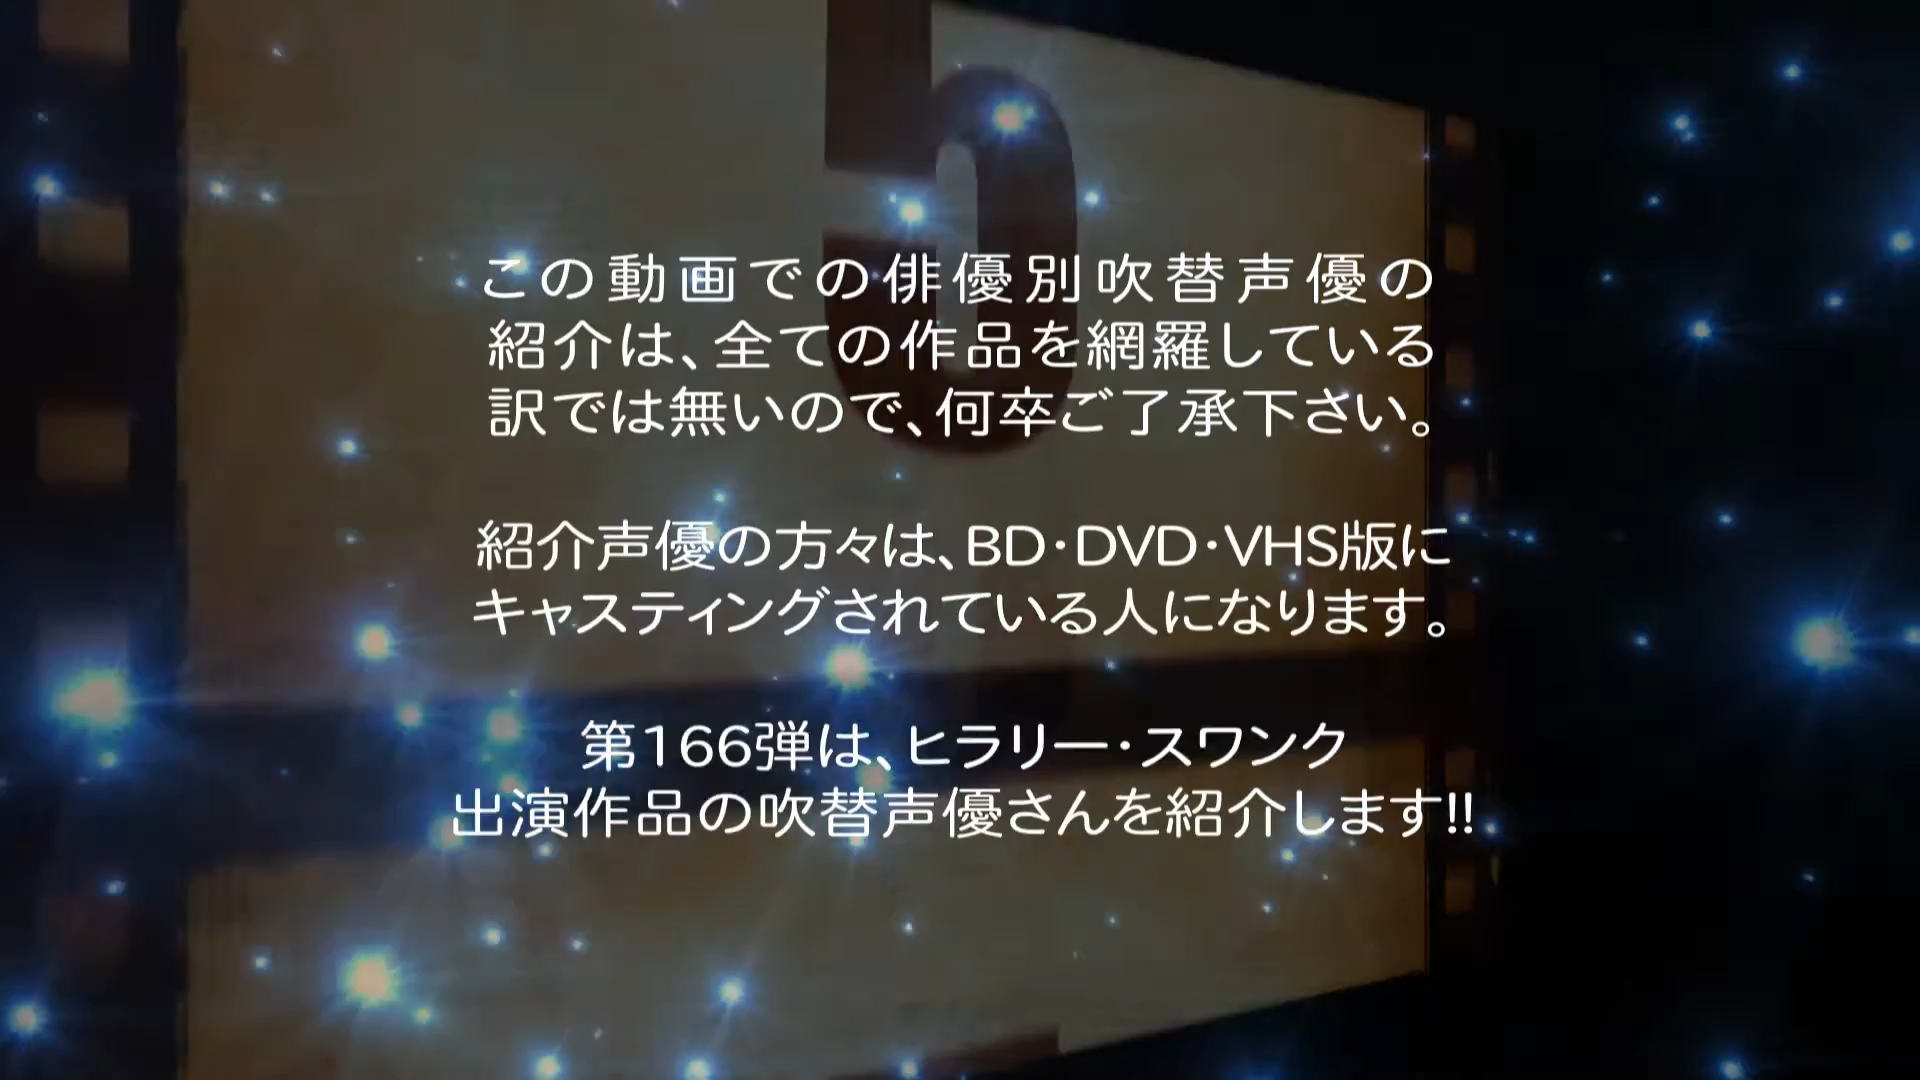 この動画での俳優別吹替声優の
紹介は、全ての作品を網羅している
訳では無いので、何卒ご了承下さい。
紹介声優の方々は、BD･DVD･VHS版に
キャスティングされている人になります。
第166弾は、ヒラリー･スワンク
出演作品の吹替声優さんを紹介します!!
5